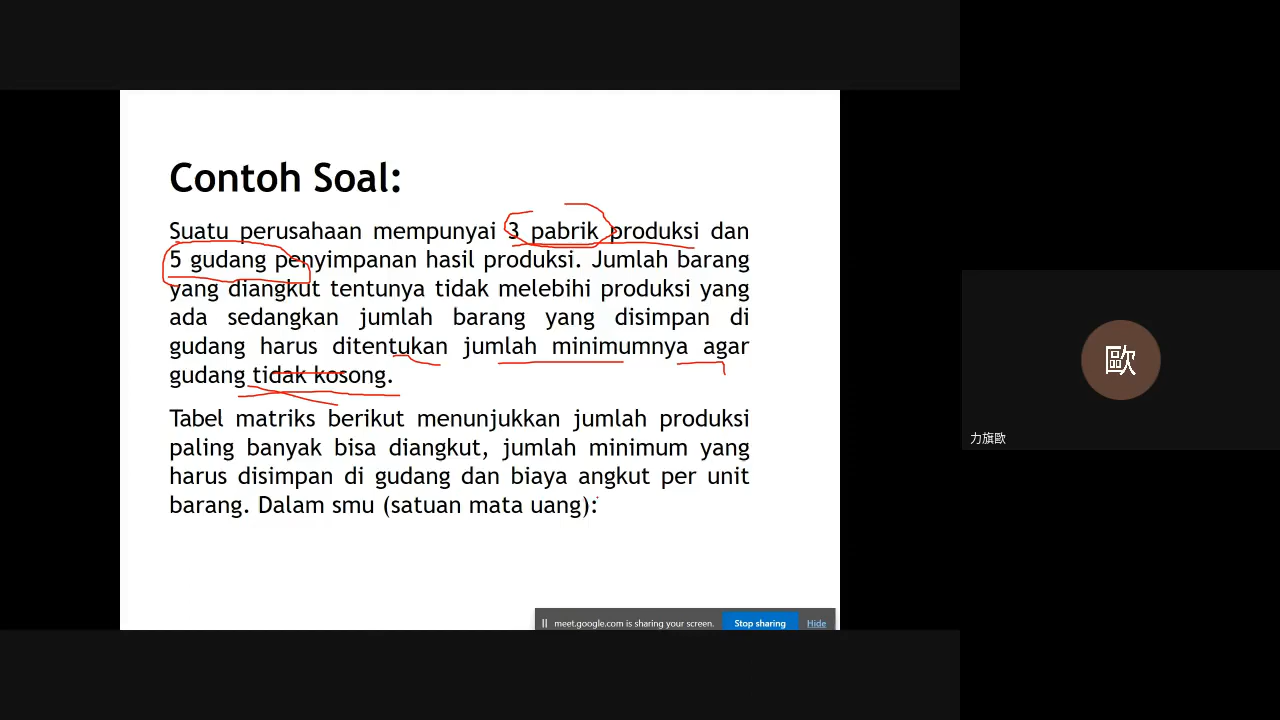 Contoh Soal:
Suatu perusahaan mempunyai 3 pabrik produksi dan
5 gudang penyimpanan hasil produksi. Jumlah barang
yang diangkut tentunya tidak melebihi produksi yang
ada sedangkan jumlah barang yang disimpan di
gudang harus ditentukan jumlah minimumnya agar
gudang tidak kosong.
Tabel matriks berikut menunjukkan jumlah produksi
paling banyak bisa diangkut, jumlah minimum yang
harus disimpan di gudang dan biaya angkut per unit
barang. Dalam smu (satuan mata uang):
meet.google.com is sharing your screen. Stop sharing Hide
歐
力旗歐